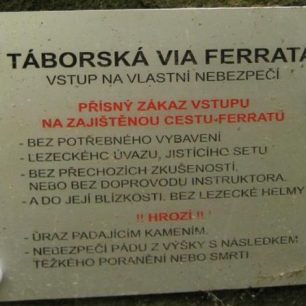 TÁBORSKÁ VIA FERRATA
VSTUP NA VLASTNÍ NEBEZPEČÍ
PŘÍSNÝ ZÁKAZ VSTUPU
NA ZAJIŠTĚNOU CESTU-FERRATU
- BEZ POTŘEBNÉHO VYBAVENÍ
- LEZECKÉHO ÚVAZU, JISTÍCÍHO SETU
- BEZ PŘECHOZÍCH ZKUŠENOSTÍ,
NEBO BEZ DOPROVODU INSTRUKTORA.
- A DO JEJÍ BLÍZKOSTI. BEZ LEZECKÉ HELMY
!! HROZÍ !!
- ÚRAZ PADAJÍCÍM KAMENÍM.
- NEBEZPEČÍ PÁDU Z VÝŠKY S NÁSLEDKEM
TĚŽKÉHO PORANĚNÍ NEBO SMRTI